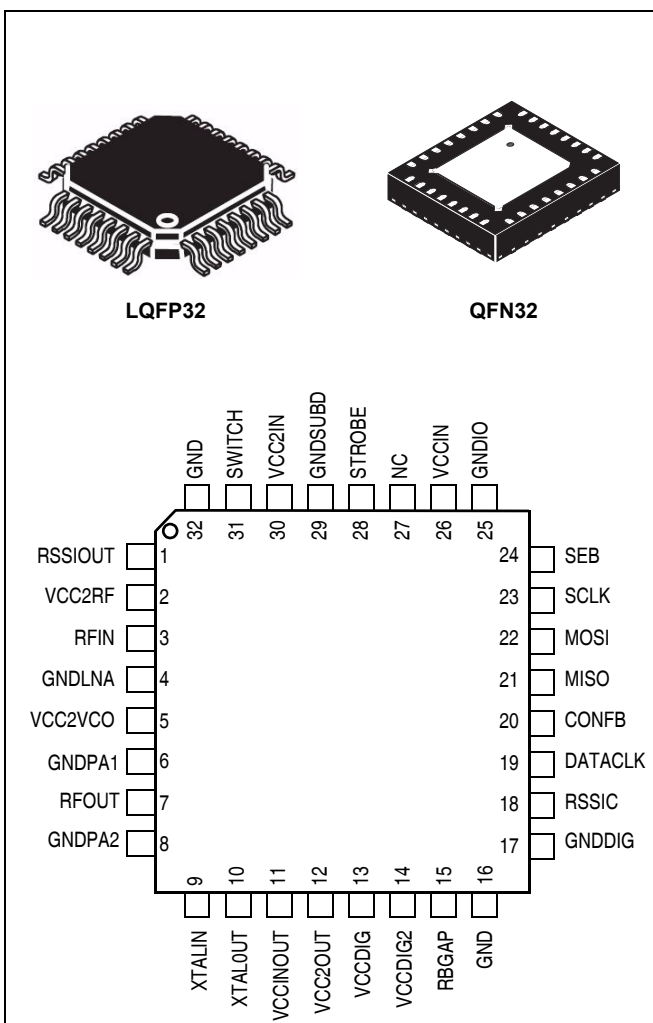 LQFP32
QFN32
GND
SWITCH
VCC2IN
GNDSUBD
STROBE
NC
VCCIN
GNDIO
32
31
30
29
28
27
26
25
RSSIOUT 1
VCC2RF 2
RFIN 3
GNDLNA 4
VCC2VCO 5
GNDPA1 6
RFOUT 7
GNDPA2 8
24 SEB
23 SCLK
22 MOSI
21 MISO
20 CONFB
19 DATACLK
18 RSSIC
17 GNDDIG
9
10
11
12
13
14
15
16
XTALIN
XTAL0UT
VCCINOUT
VCC2OUT
VCCDIG
VCCDIG2
RBGAP
GND